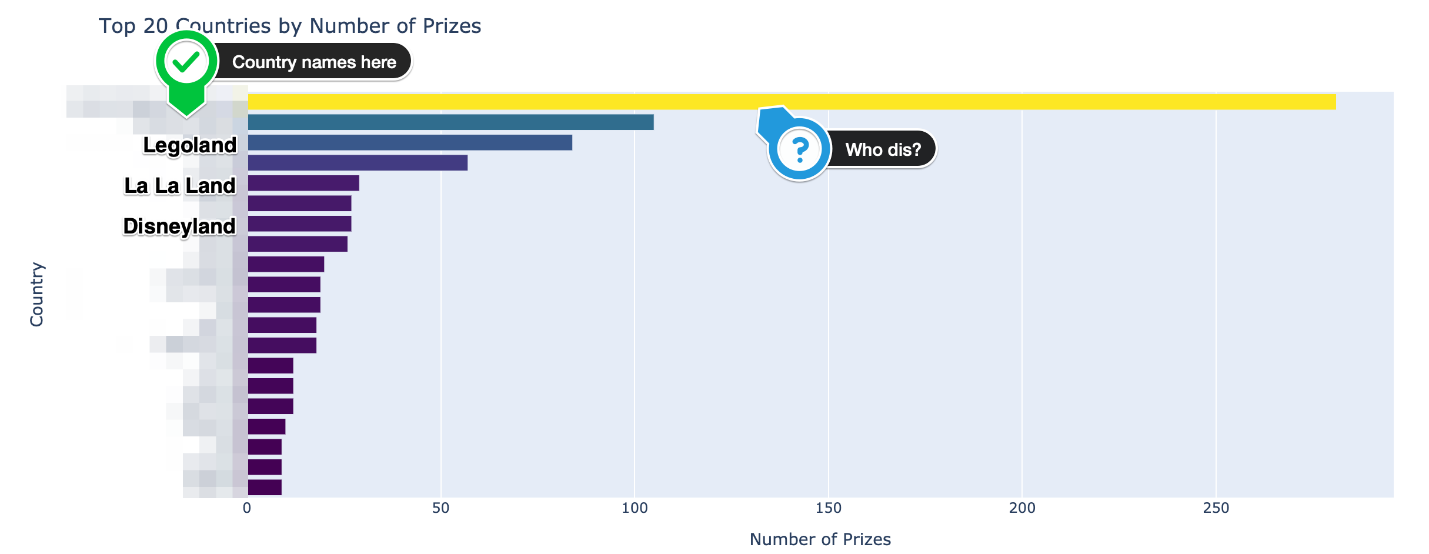 Top 20 Countries by Number of Prizes
Country names here
Legoland
Who dis?
La La Land
Disneyland
Country
0 50 100 150 200 250
Number of Prizes